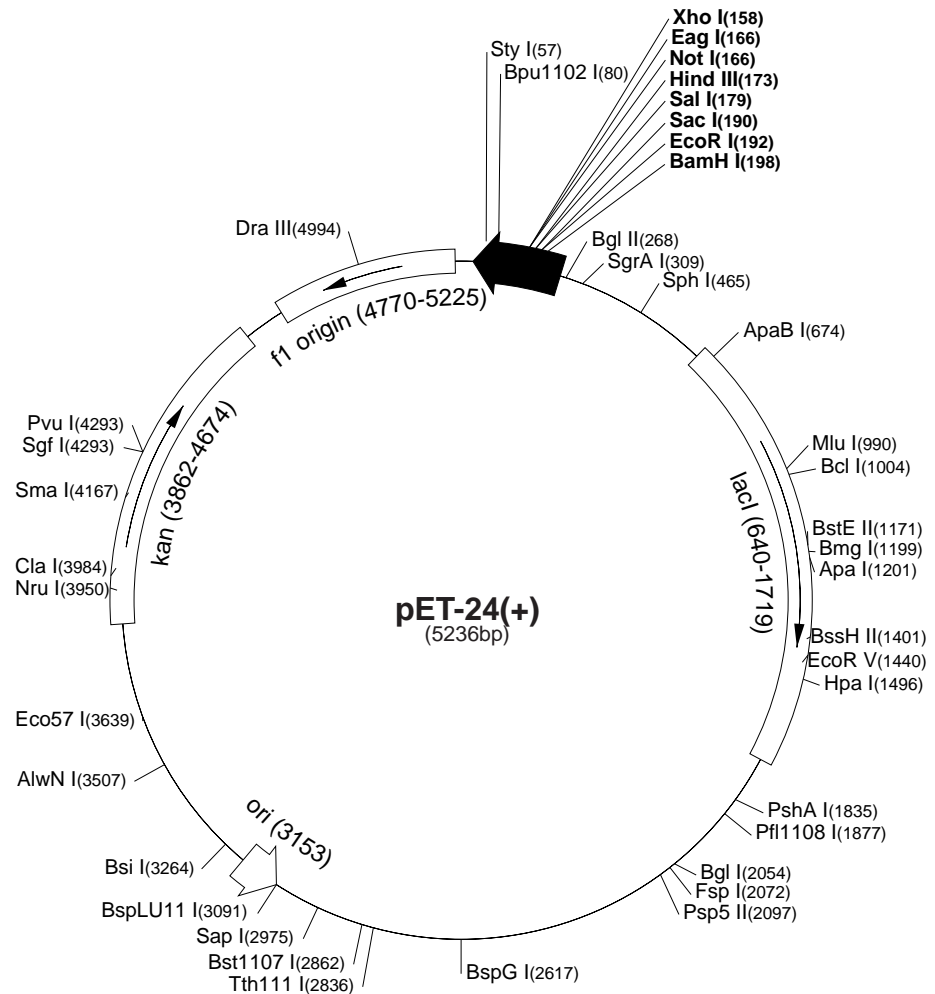 Xho I(158)
Eag I(166)
Not I(166)
Hind III(173)
Sal I(179)
Sac I(190)
EcoR I(192)
BamH I(198)
Sty I(57)
Bpu1102 I(80)
Dra III(4994)
Bgl II(268)
SgrA I(309)
Sph I(465)
f1 origin (4770-5225)
ApaB I(674)
Pvu I(4293)
Sgf I(4293)
Sma I(4167)
kan (3862-4674)
Cla I(3984)
Nru I(3950)
Mlu I(990)
Bcl I(1004)
lacI (640-1719)
BstE II(1171)
Bmg I(1199)
Apa I(1201)
pET-24(+)
(5236bp)
BssH II(1401)
EcoR V(1440)
Hpa I(1496)
Eco57 I(3639)
AlwN I(3507)
ori (3153)
PshA I(1835)
Pfl1108 I(1877)
Bsi I(3264)
BspLU11 I(3091)
Sap I(2975)
Bst1107 I(2862)
Tth111 I(2836)
BspG I(2617)
Bgl I(2054)
Fsp I(2072)
Psp5 II(2097)